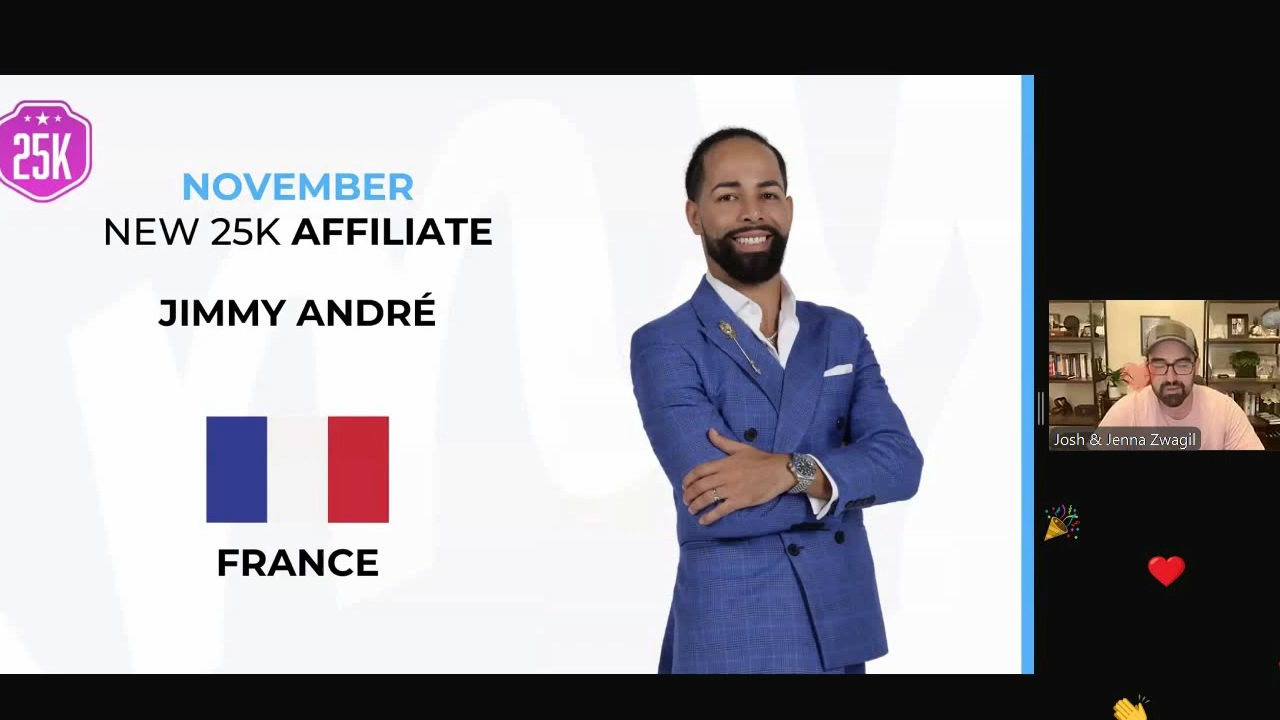 25K
NOVEMBER
NEW 25K AFFILIATE
JIMMY ANDRÉ
FRANCE
Josh & Jenna Zwagil